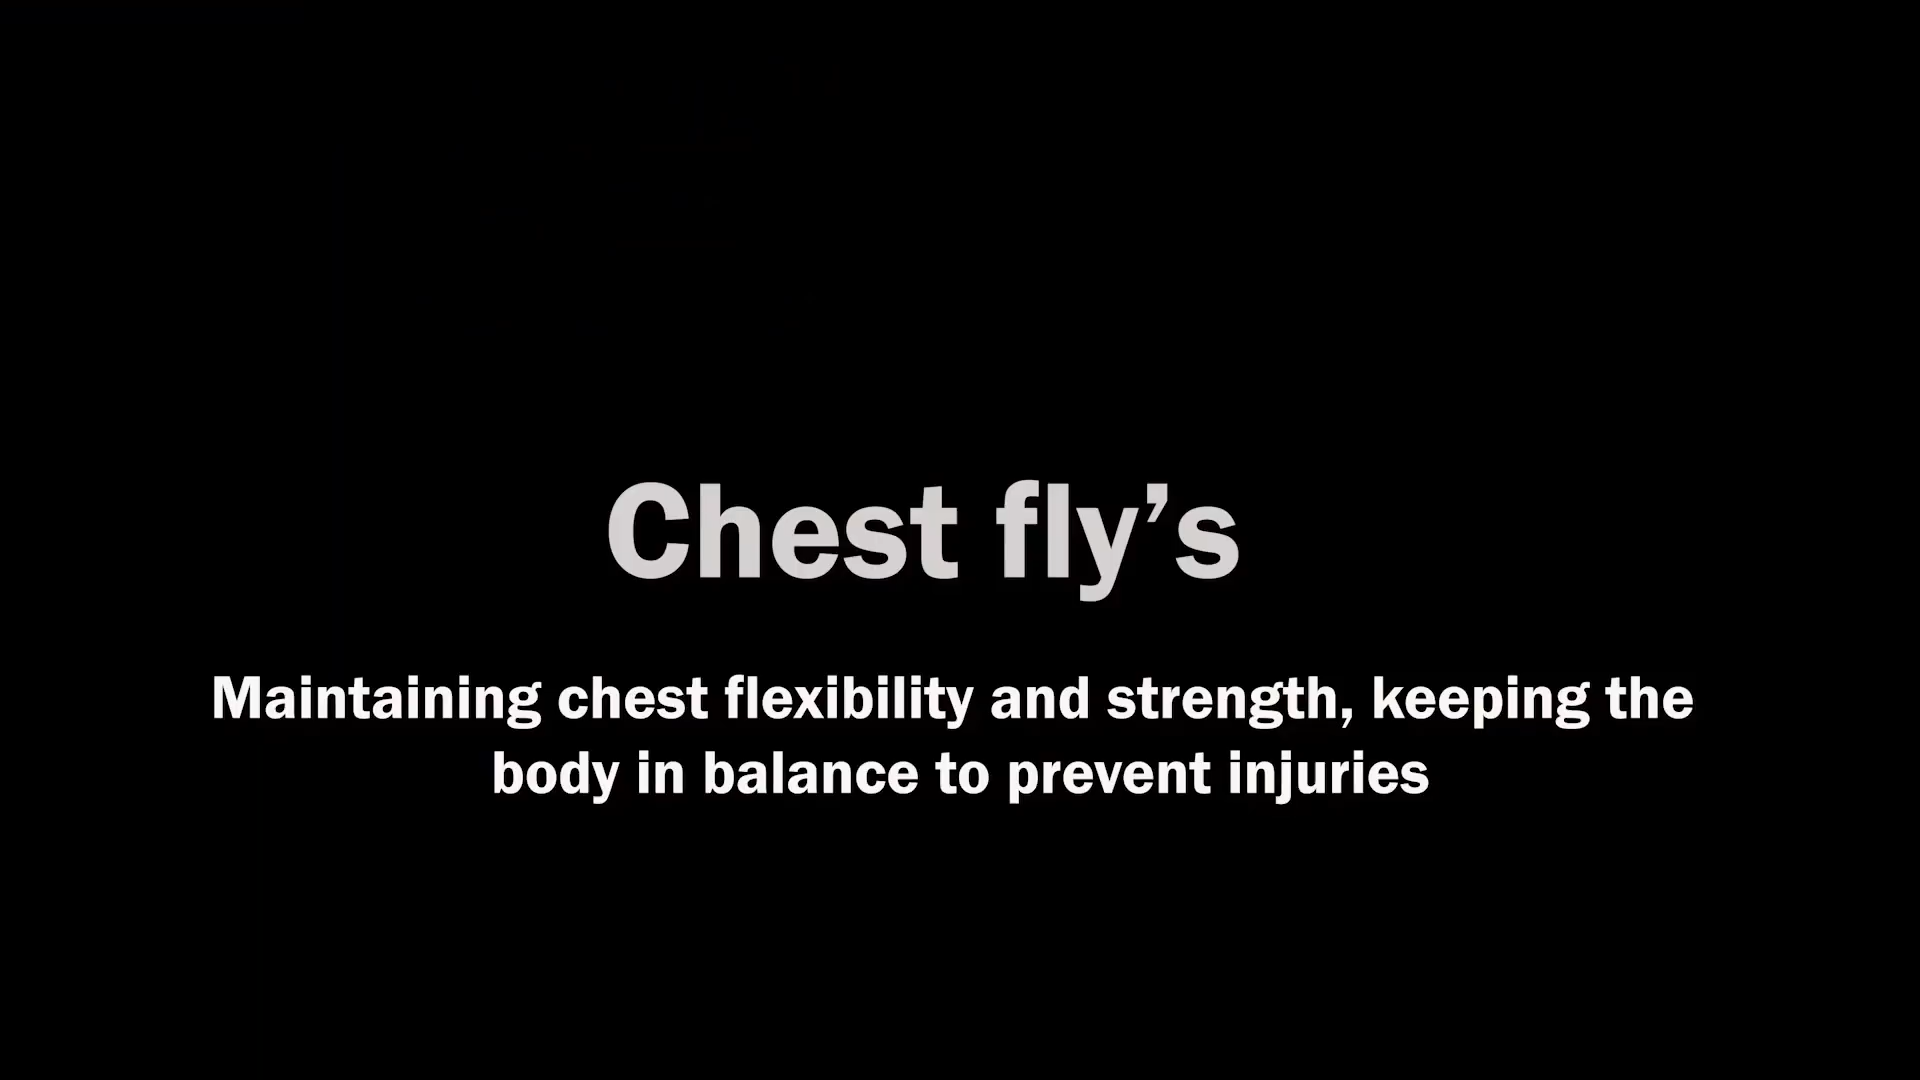 Chest fly’s
Maintaining chest flexibility and strength, keeping the
body in balance to prevent injuries